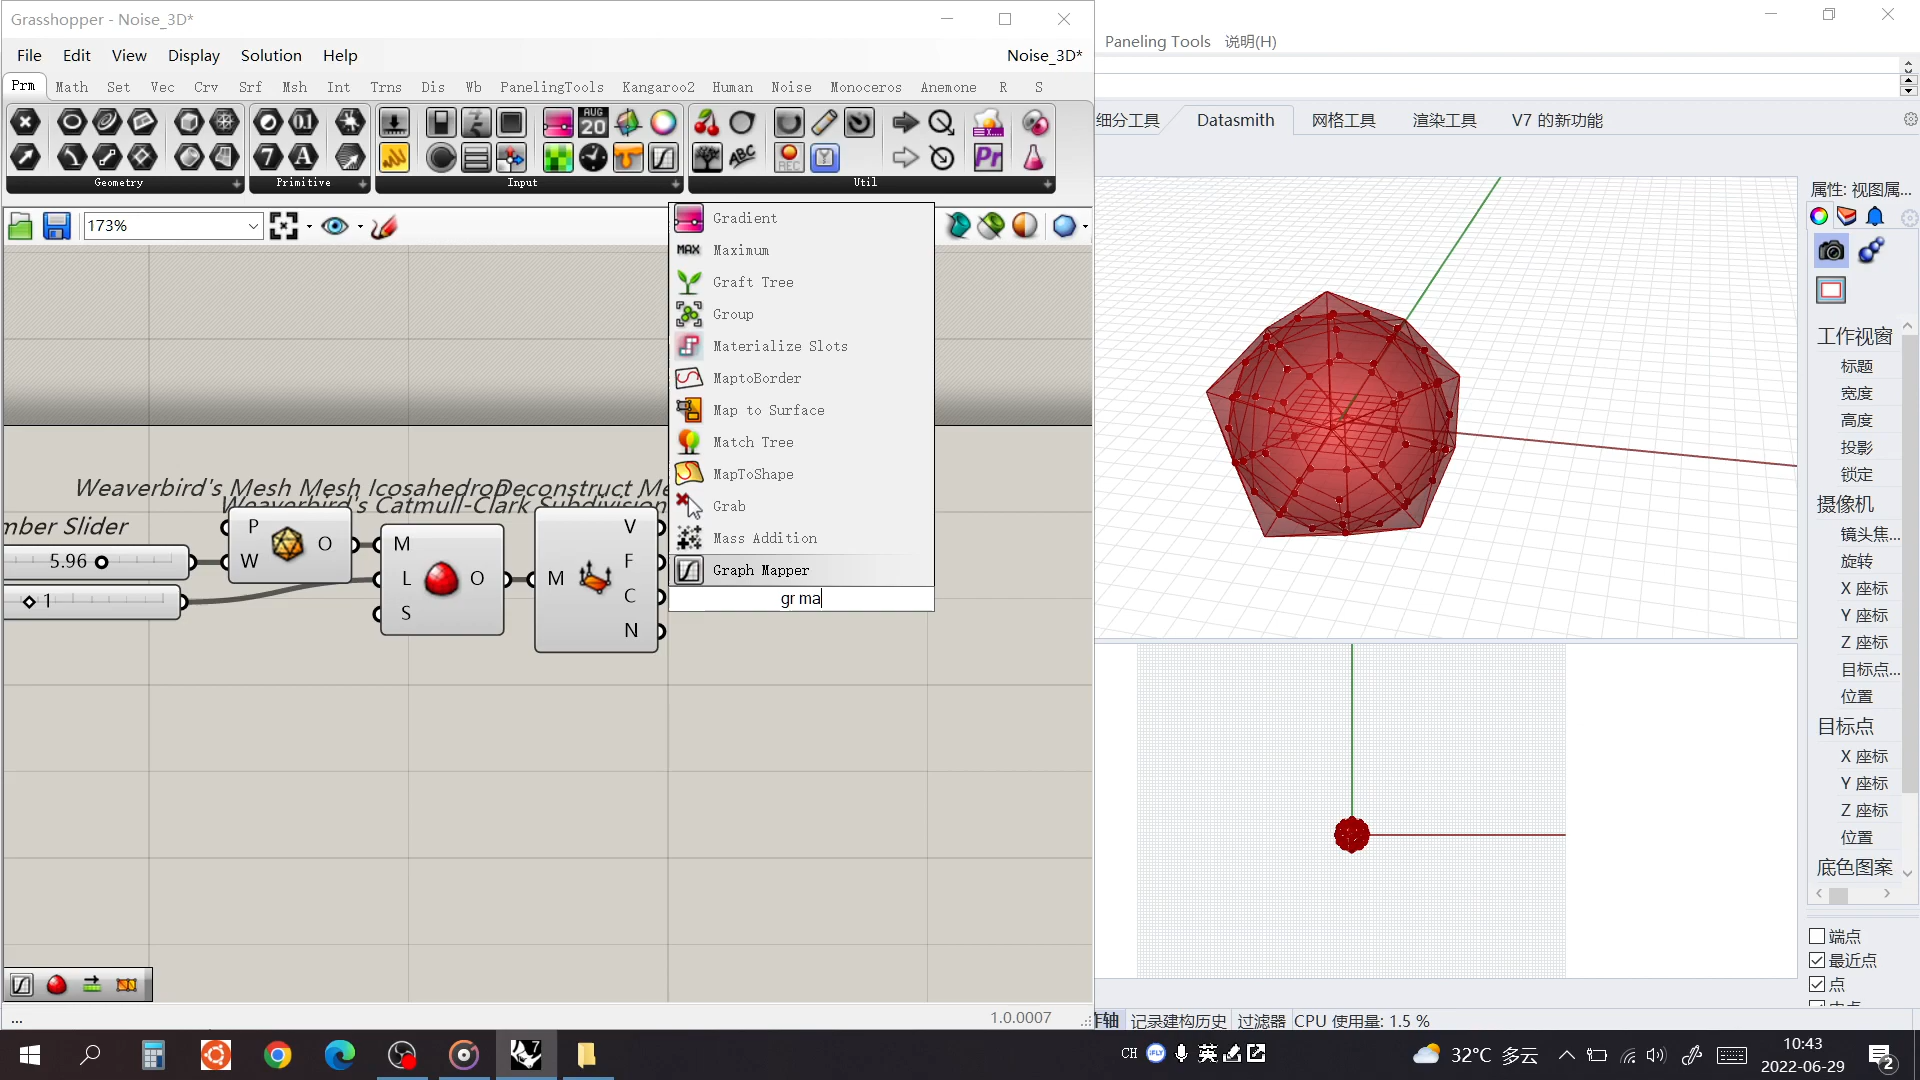 Grasshopper - Noise_3D*
File Edit View Display Solution Help Noise_3D*
Prm Math Set Vec Crv Srf Msh Int Trns Dis Wb PanelingTools Kangaroo2 Human Noise Monoceros Anemone R S
Geometry Primitive Input Util
173%
Gradient
MAX Maximum
Graft Tree
Group
Materialize Slots
MaptoBorder
Map to Surface
Match Tree
MapToShape
Grab
Mass Addition
Graph Mapper
gr ma
Weaverbird's Mesh Mesh Icosahedron
Deconstruct Me
Weaverbird's Catmull-Clark Subdivision
mber Slider
5.96
1
P
W
O
M
L
S
O
M
V
F
C
N
...
1.0.0007
Paneling Tools 说明(H)
细分工具 Datasmith 网格工具 渲染工具 V7 的新功能
属性: 视图属...
工作视窗
标题
宽度
高度
投影
锁定
摄像机
镜头焦...
旋转
X 座标
Y 座标
Z 座标
目标点...
位置
目标点
X 座标
Y 座标
Z 座标
位置
底色图案
端点
最近点
点
作轴 记录建构历史 过滤器 CPU 使用量: 1.5 %
CH iFLY 英
32°C 多云
10:43
2022-06-29
2